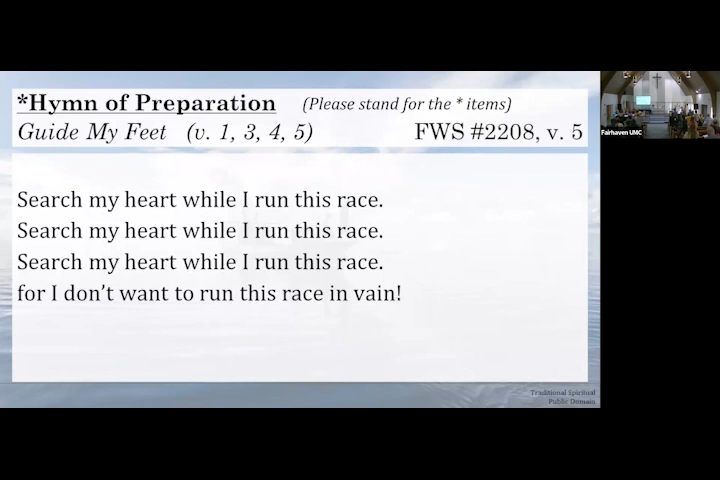 *Hymn of Preparation (Please stand for the * items)
Guide My Feet (v. 1, 3, 4, 5) FWS #2208, v. 5
Search my heart while I run this race.
Search my heart while I run this race.
Search my heart while I run this race.
for I don’t want to run this race in vain!
Traditional Spiritual
Public Domain
Fairhaven UMC